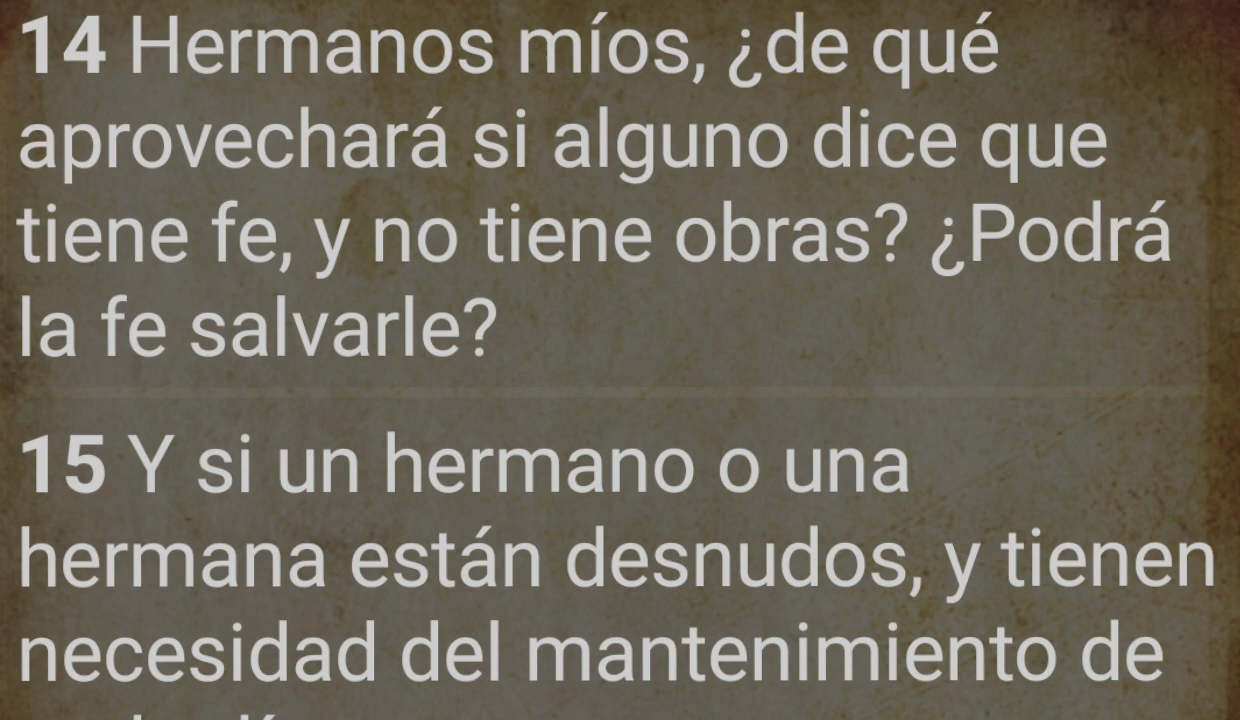 14 Hermanos míos, ¿de qué
aprovechará si alguno dice que
tiene fe, y no tiene obras? ¿Podrá
la fe salvarle?
15 Y si un hermano o una
hermana están desnudos, y tienen
necesidad del mantenimiento de